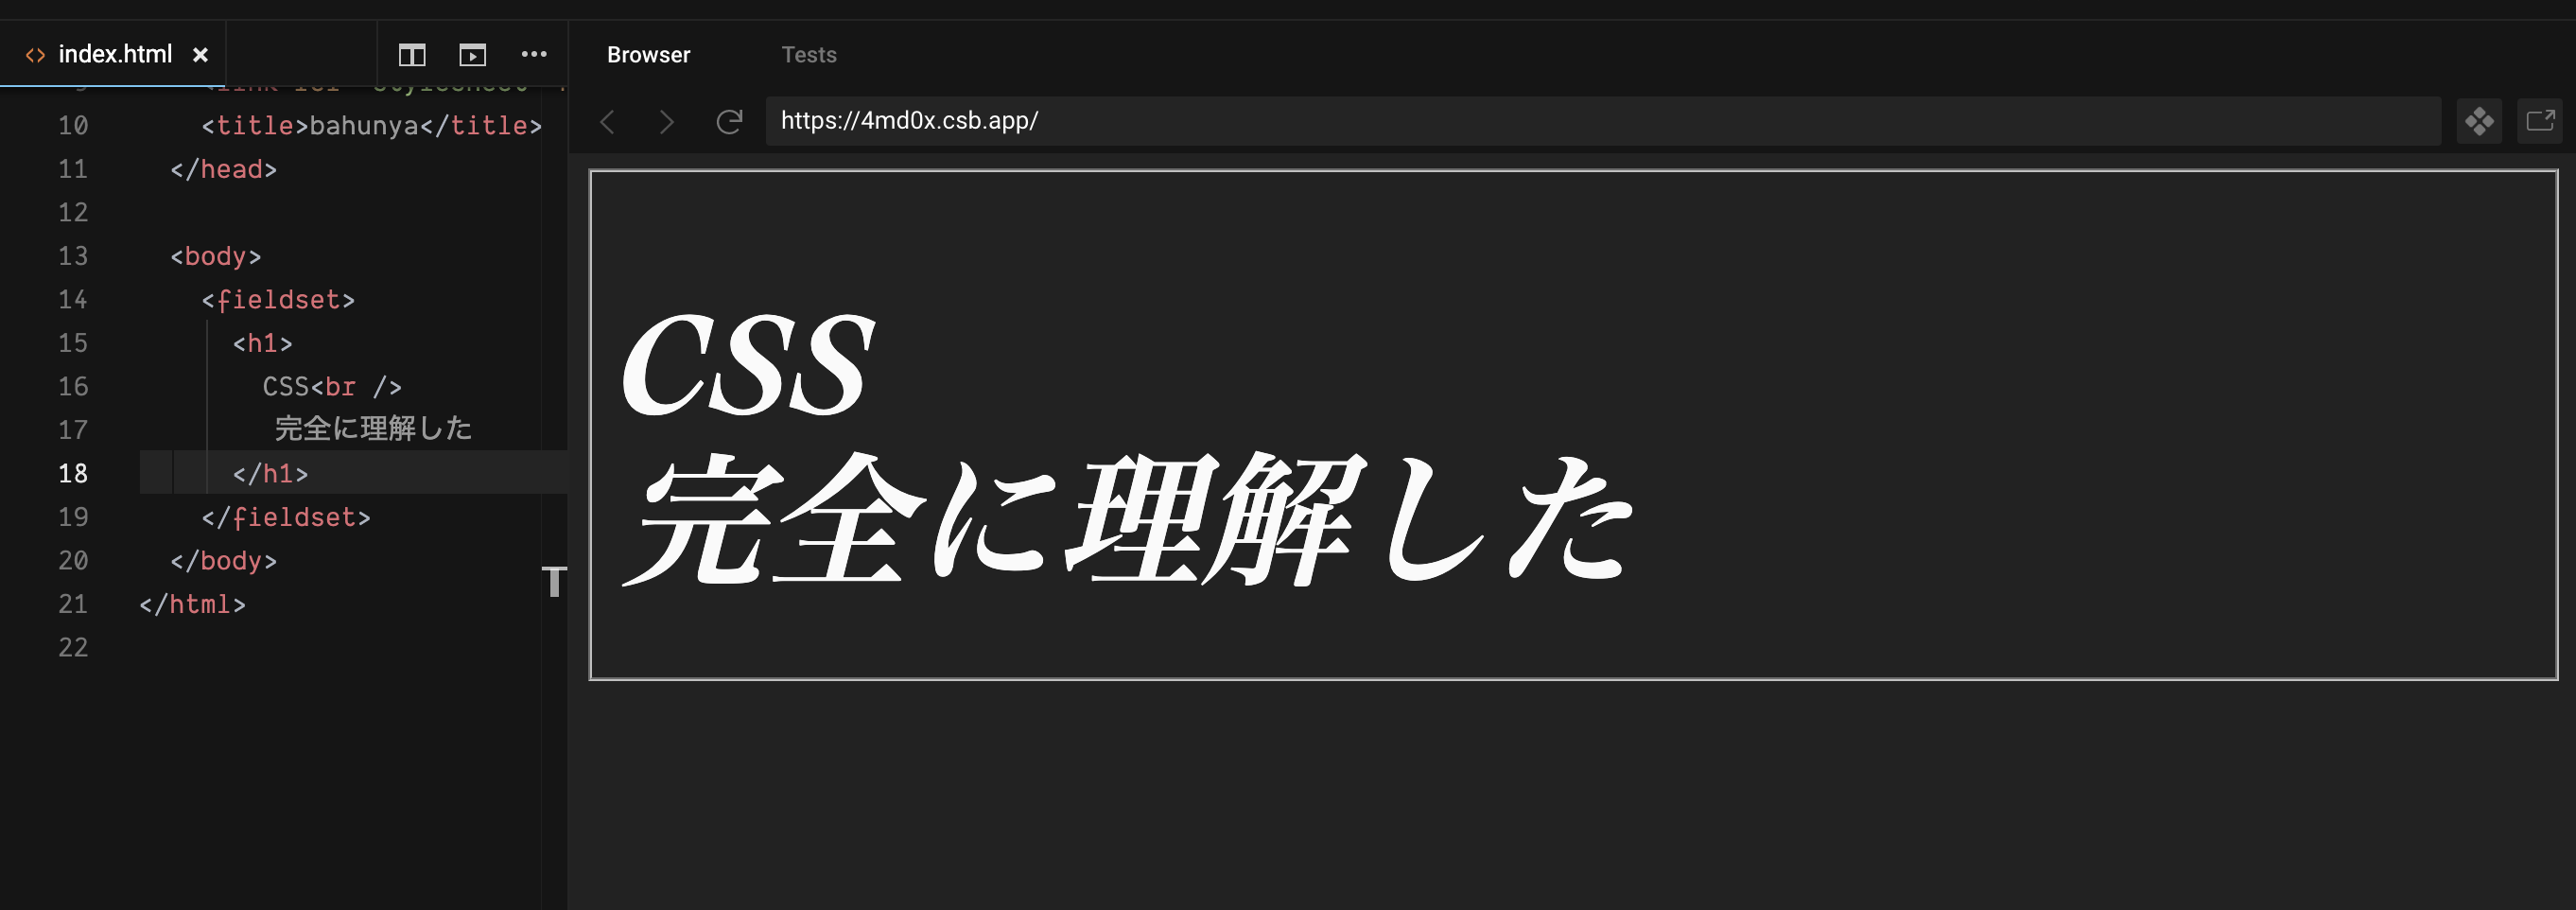 index.html
Browser
Tests
https://4md0x.csb.app/
10 <title>bahunya</title>
11 </head>
12
13 <body>
14 <fieldset>
15 <h1>
16 CSS<br />
17 完全に理解した
18 </h1>
19 </fieldset>
20 </body>
21 </html>
22
CSS
完全に理解した